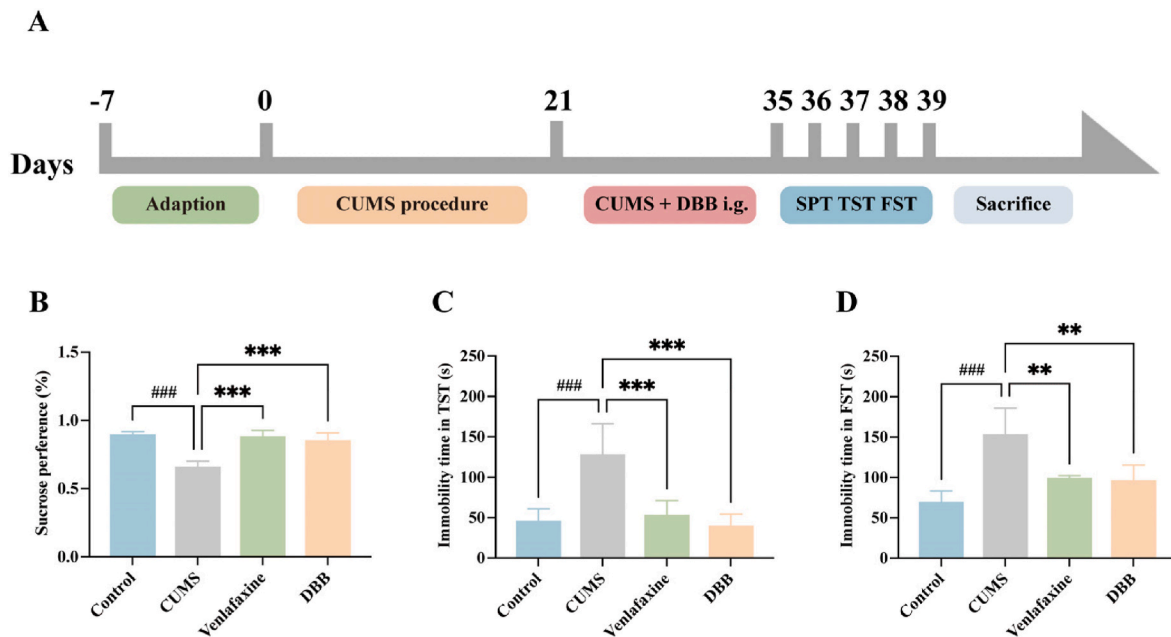 A
-7 0 21 35 36 37 38 39
Days
Adaption CUMS procedure CUMS + DBB i.g. SPT TST FST Sacrifice
B
Sucrose perference (%)
1.5
1.0
0.5
0.0
###
***
***
Control
CUMS
Venlafaxine
DBB
C
Immobility time in TST (s)
250
200
150
100
50
0
###
***
***
Control
CUMS
Venlafaxine
DBB
D
Immobility time in FST (s)
250
200
150
100
50
0
###
**
**
Control
CUMS
Venlafaxine
DBB